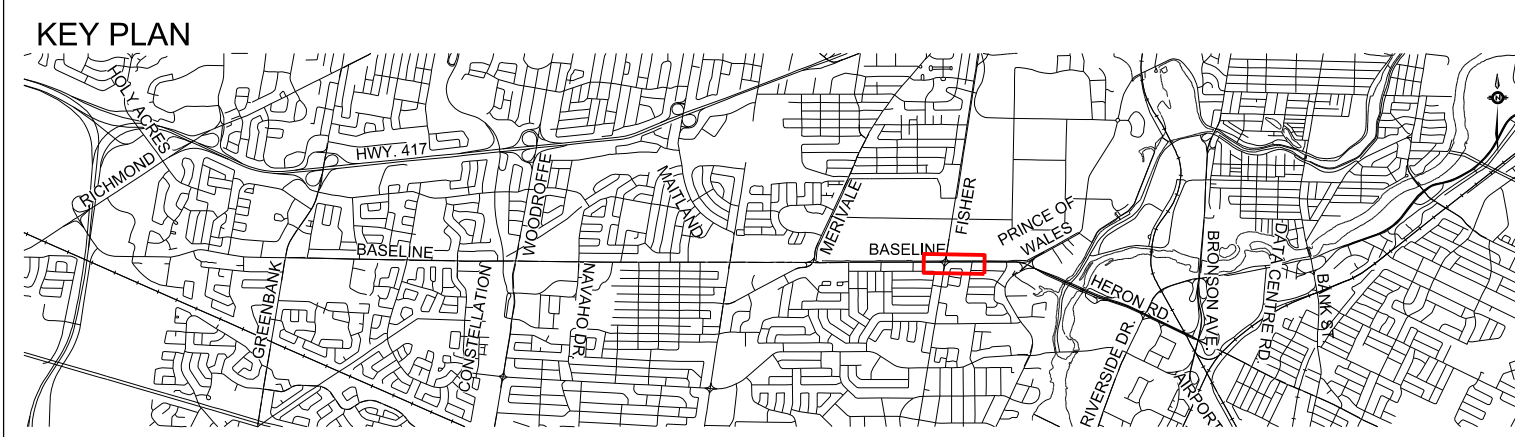 KEY PLAN
HOLY ACRES
RICHMOND
HWY. 417
GREENBANK
BASELINE
CONSTELLATION
WOODROFFE
NAVAHO DR.
MAITLAND
MERIVALE
BASELINE
FISHER
PRINCE OF
WALES
HERON RD.
RIVERSIDE DR.
AIRPORT
BRONSON AVE.
DATA CENTRE RD.
BANK ST.
N